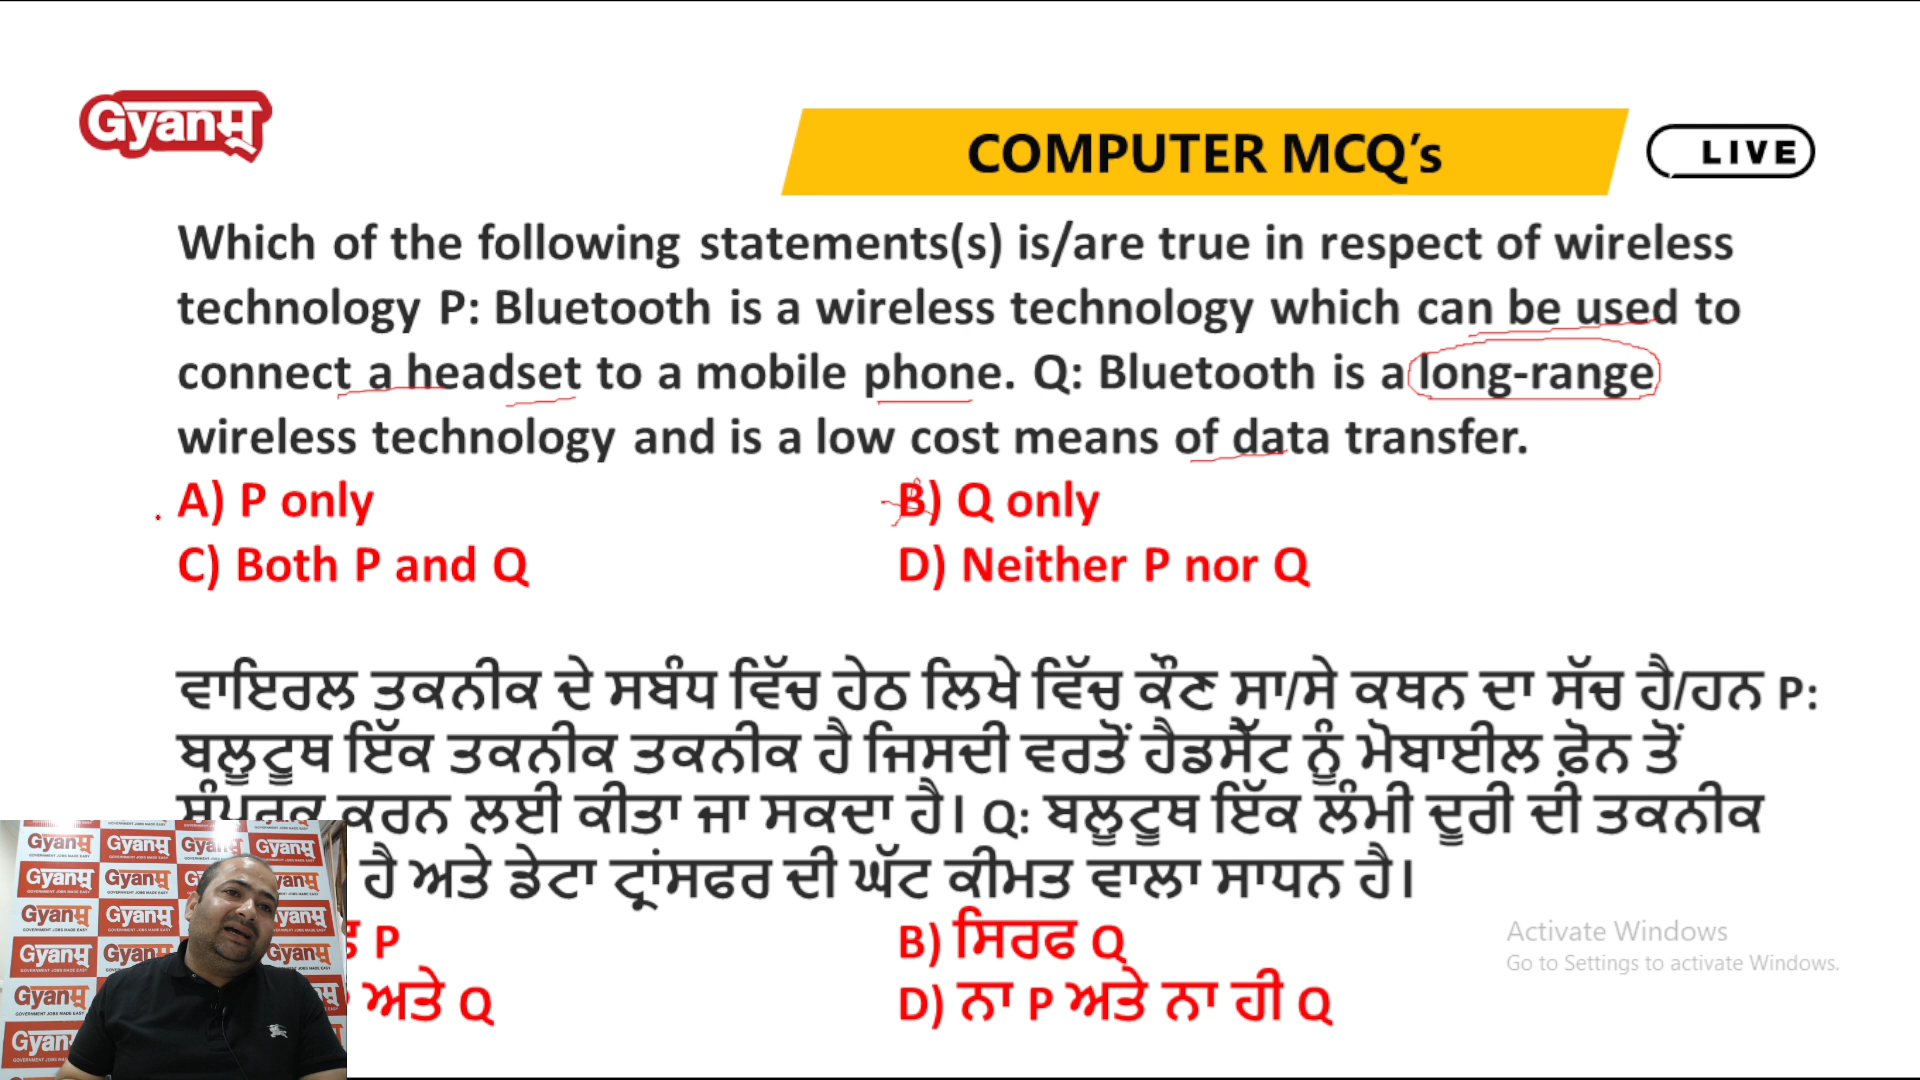 Gyanम्
COMPUTER MCQ's
LIVE
Which of the following statements(s) is/are true in respect of wireless
technology P: Bluetooth is a wireless technology which can be used to
connect a headset to a mobile phone. Q: Bluetooth is a long-range
wireless technology and is a low cost means of data transfer.
A) P only
B) Q only
C) Both P and Q
D) Neither P nor Q
ਵਾਇਰਲ ਤਕਨੀਕ ਦੇ ਸਬੰਧ ਵਿੱਚ ਹੇਠ ਲਿਖੇ ਵਿੱਚ ਕੌਣ ਸਾ/ਸੇ ਕਥਨ ਦਾ ਸੱਚ ਹੈ/ਹਨ P:
ਬਲੂਟੂਥ ਇੱਕ ਤਕਨੀਕ ਤਕਨੀਕ ਹੈ ਜਿਸਦੀ ਵਰਤੋਂ ਹੈਡਸੈੱਟ ਨੂੰ ਮੋਬਾਈਲ ਫ਼ੋਨ ਤੋਂ
ਸੰਪਰਕ ਕਰਨ ਲਈ ਕੀਤਾ ਜਾ ਸਕਦਾ ਹੈ। Q: ਬਲੂਟੂਥ ਇੱਕ ਲੰਮੀ ਦੂਰੀ ਦੀ ਤਕਨੀਕ
ਹੈ ਅਤੇ ਡੇਟਾ ਟ੍ਰਾਂਸਫਰ ਦੀ ਘੱਟ ਕੀਮਤ ਵਾਲਾ ਸਾਧਨ ਹੈ।
P
B) ਸਿਰਫ Q
ਅਤੇ Q
D) ਨਾ P ਅਤੇ ਨਾ ਹੀ Q
Activate Windows
Go to Settings to activate Windows.